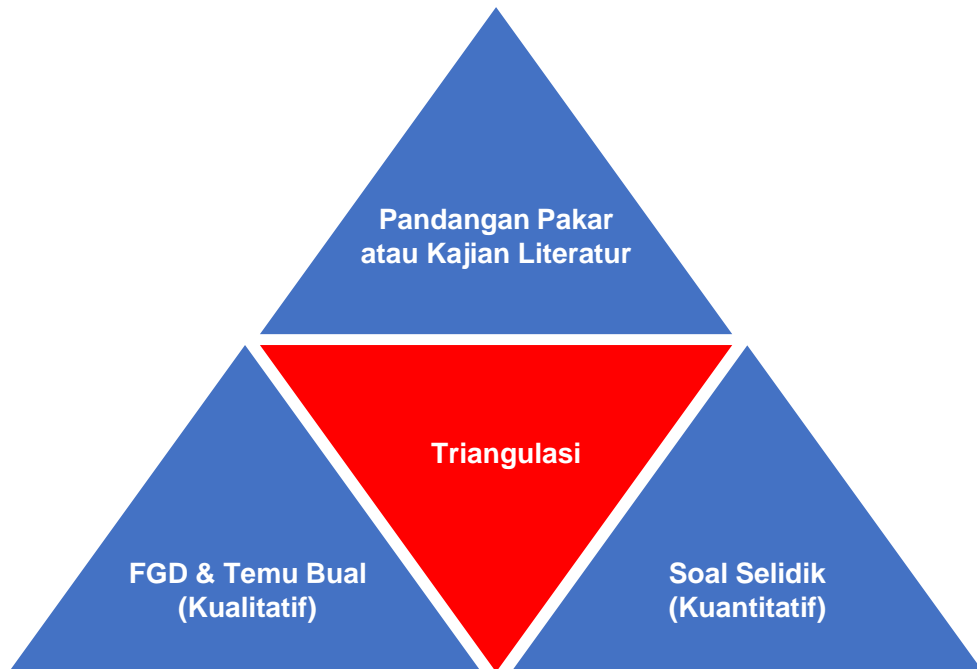 Pandangan Pakar
atau Kajian Literatur
Triangulasi
FGD & Temu Bual
(Kualitatif)
Soal Selidik
(Kuantitatif)